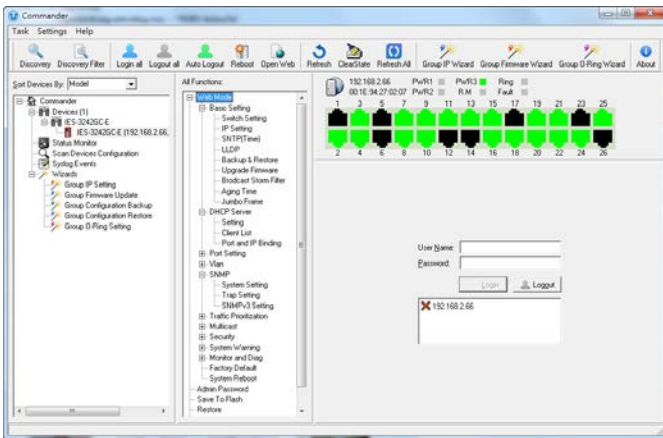 Commander
Task Settings Help
Discovery Discovery Filter Login all Logout all Auto Logout Reboot Open Web Refresh ClearState Refresh All Group IP Wizard Group Firmware Wizard Group O-Ring Wizard About
Sort Devices By: Model
Commander
Devices (1)
IES-3242GC-E
IES-3242GC-E (192.168.2.66,
Status Monitor
Scan Devices Configuration
Syslog Events
Wizards
Group IP Setting
Group Firmware Update
Group Configuration Backup
Group Configuration Restore
Group O-Ring Setting
All Functions:
Web Mode
Basic Setting
Switch Setting
IP Setting
SNTP(Time)
LLDP
Backup & Restore
Upgrade Firmware
Brodcast Storm Filter
Aging Time
Jumbo Frame
DHCP Server
Setting
Client List
Port and IP Binding
Port Setting
Vlan
SNMP
System Setting
Trap Setting
SNMPv3 Setting
Traffic Prioritization
Multicast
Security
System Warning
Monitor and Diag
Factory Default
System Reboot
Admin Password
Save To Flash
Restore
192.168.2.66 PWR1 PWR3 Ring
00:1E:94:27:02:07 PWR2 R.M Fault
1 3 5 7 9 11 13 15 17 19 21 23 25
2 4 6 8 10 12 14 16 18 20 22 24 26
User Name:
Password:
Login Loggut
192.168.2.66